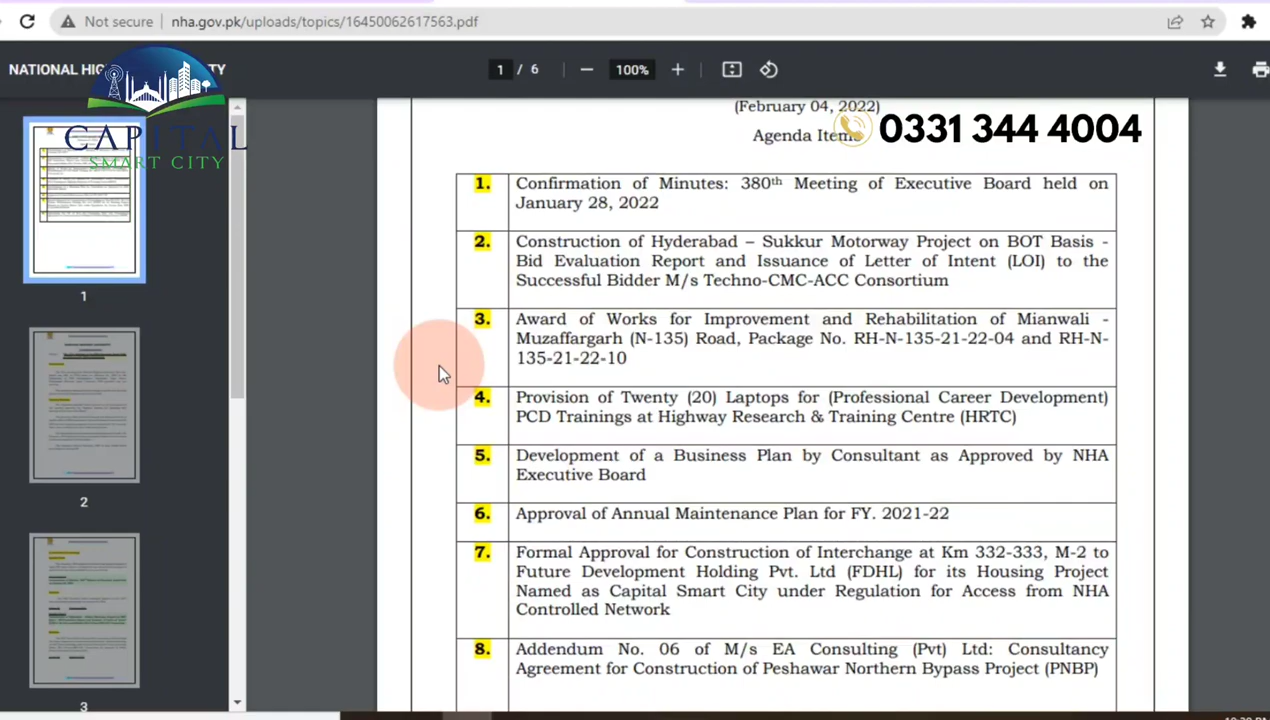 Not secure nha.gov.pk/uploads/topics/16450062617563.pdf
NATIONAL HIG TY
1 / 6 100%
CAPITAL
SMART CITY
(February 04, 2022)
0331 344 4004
Agenda Items
1. Confirmation of Minutes: 380th Meeting of Executive Board held on
January 28, 2022
2. Construction of Hyderabad – Sukkur Motorway Project on BOT Basis -
Bid Evaluation Report and Issuance of Letter of Intent (LOI) to the
Successful Bidder M/s Techno-CMC-ACC Consortium
3. Award of Works for Improvement and Rehabilitation of Mianwali -
Muzaffargarh (N-135) Road, Package No. RH-N-135-21-22-04 and RH-N-
135-21-22-10
4. Provision of Twenty (20) Laptops for (Professional Career Development)
PCD Trainings at Highway Research & Training Centre (HRTC)
5. Development of a Business Plan by Consultant as Approved by NHA
Executive Board
6. Approval of Annual Maintenance Plan for FY. 2021-22
7. Formal Approval for Construction of Interchange at Km 332-333, M-2 to
Future Development Holding Pvt. Ltd (FDHL) for its Housing Project
Named as Capital Smart City under Regulation for Access from NHA
Controlled Network
8. Addendum No. 06 of M/s EA Consulting (Pvt) Ltd: Consultancy
Agreement for Construction of Peshawar Northern Bypass Project (PNBP)
1
2
3